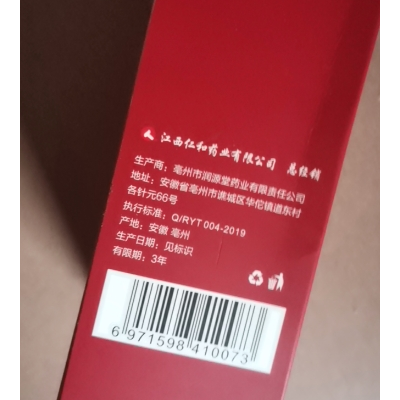 江西仁和药业有限公司 总经销
生产商：亳州市润源堂药业有限责任公司
地址：安徽省亳州市谯城区华佗镇道东村
各针元66号
执行标准：Q/RYT 004-2019
产地：安徽 亳州
生产日期：见标识
有限期：3年
6 971598 410073